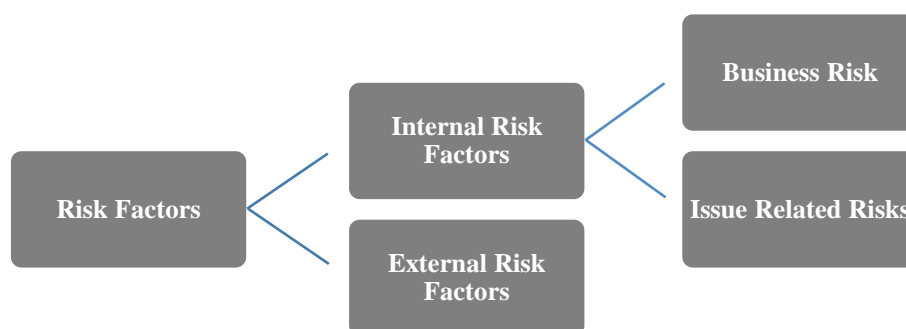 Risk Factors
Internal Risk
Factors
External Risk
Factors
Business Risk
Issue Related Risks